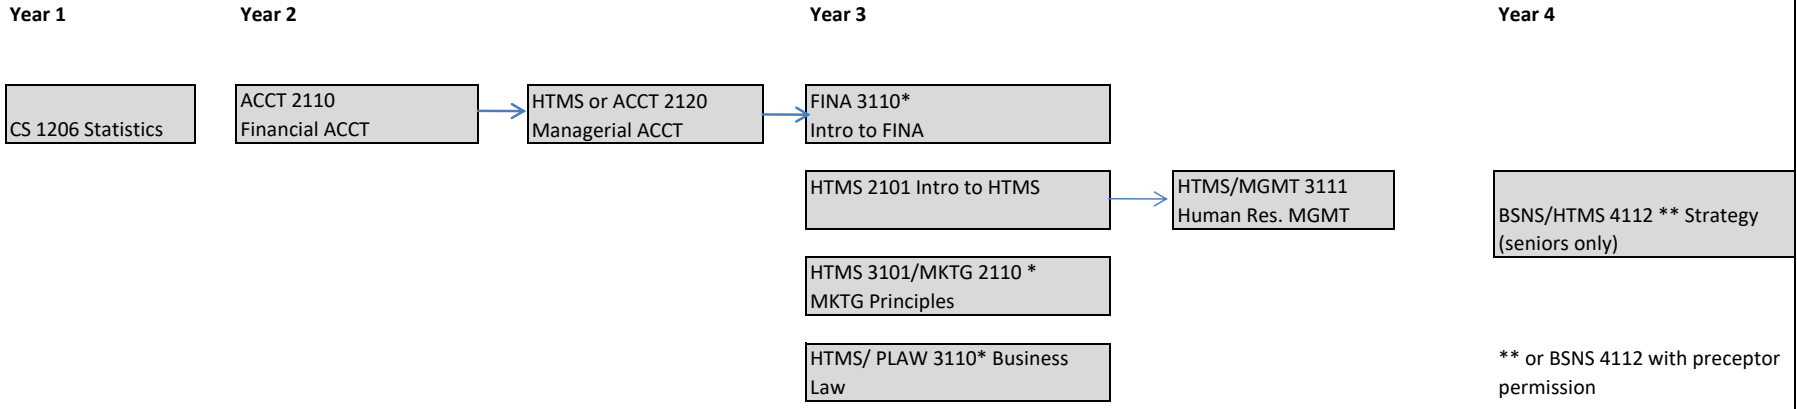 Year 1
Year 2
Year 3
Year 4
CS 1206 Statistics
ACCT 2110
Financial ACCT
HTMS or ACCT 2120
Managerial ACCT
FINA 3110*
Intro to FINA
HTMS 2101 Intro to HTMS
HTMS/MGMT 3111
Human Res. MGMT
BSNS/HTMS 4112 ** Strategy
(seniors only)
HTMS 3101/MKTG 2110 *
MKTG Principles
HTMS/ PLAW 3110* Business
Law
** or BSNS 4112 with preceptor
permission